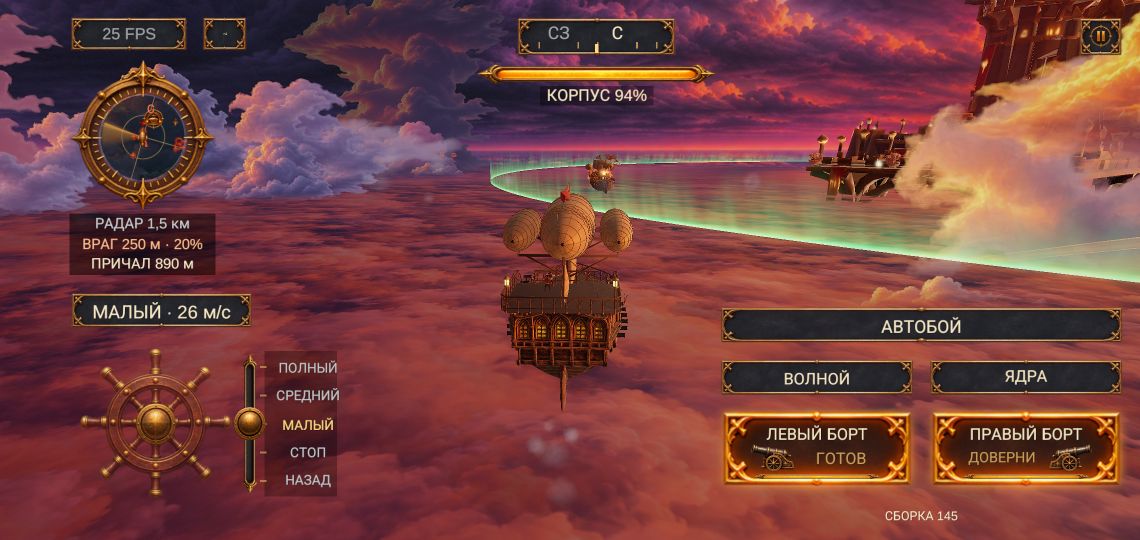 25 FPS
СЗ С
КОРПУС 94%
РАДАР 1,5 км
ВРАГ 250 м · 20%
ПРИЧАЛ 890 м
МАЛЫЙ · 26 м/с
ПОЛНЫЙ
СРЕДНИЙ
МАЛЫЙ
СТОП
НАЗАД
АВТОБОЙ
ВОЛНОЙ
ЯДРА
ЛЕВЫЙ БОРТ
ГОТОВ
ПРАВЫЙ БОРТ
ДОВЕРНИ
СБОРКА 145